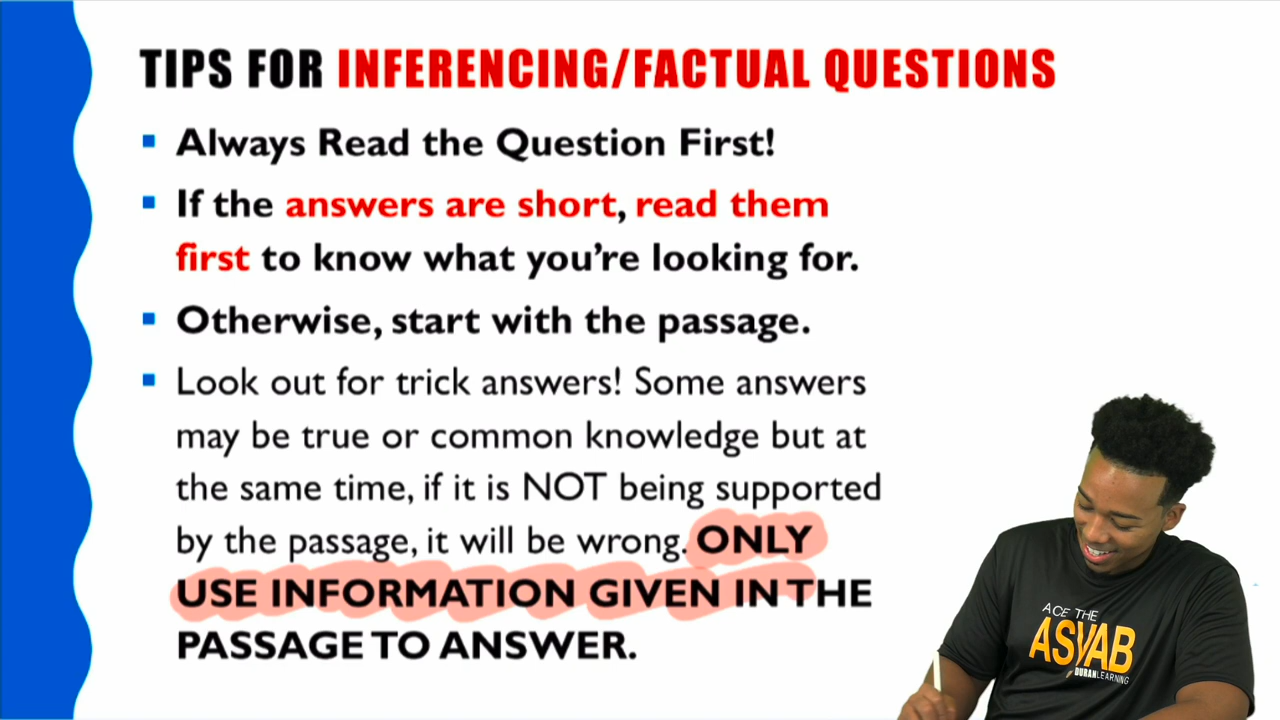 TIPS FOR INFERENCING/FACTUAL QUESTIONS
▪ Always Read the Question First!
▪ If the answers are short, read them
first to know what you're looking for.
▪ Otherwise, start with the passage.
▪ Look out for trick answers! Some answers
may be true or common knowledge but at
the same time, if it is NOT being supported
by the passage, it will be wrong. ONLY
USE INFORMATION GIVEN IN THE
PASSAGE TO ANSWER.
ACE THE
ASVAB
DURANLEARNING